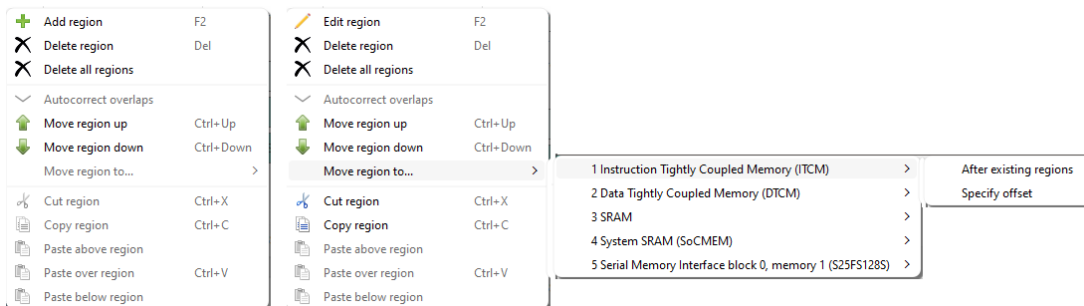 Add region F2
Delete region Del
Delete all regions
Autocorrect overlaps
Move region up Ctrl+Up
Move region down Ctrl+Down
Move region to...
Cut region Ctrl+X
Copy region Ctrl+C
Paste above region
Paste over region Ctrl+V
Paste below region
Edit region F2
Delete region Del
Delete all regions
Autocorrect overlaps
Move region up Ctrl+Up
Move region down Ctrl+Down
Move region to...
Cut region Ctrl+X
Copy region Ctrl+C
Paste above region
Paste over region Ctrl+V
Paste below region
1 Instruction Tightly Coupled Memory (ITCM)
2 Data Tightly Coupled Memory (DTCM)
3 SRAM
4 System SRAM (SoCMEM)
5 Serial Memory Interface block 0, memory 1 (S25FS128S)
After existing regions
Specify offset